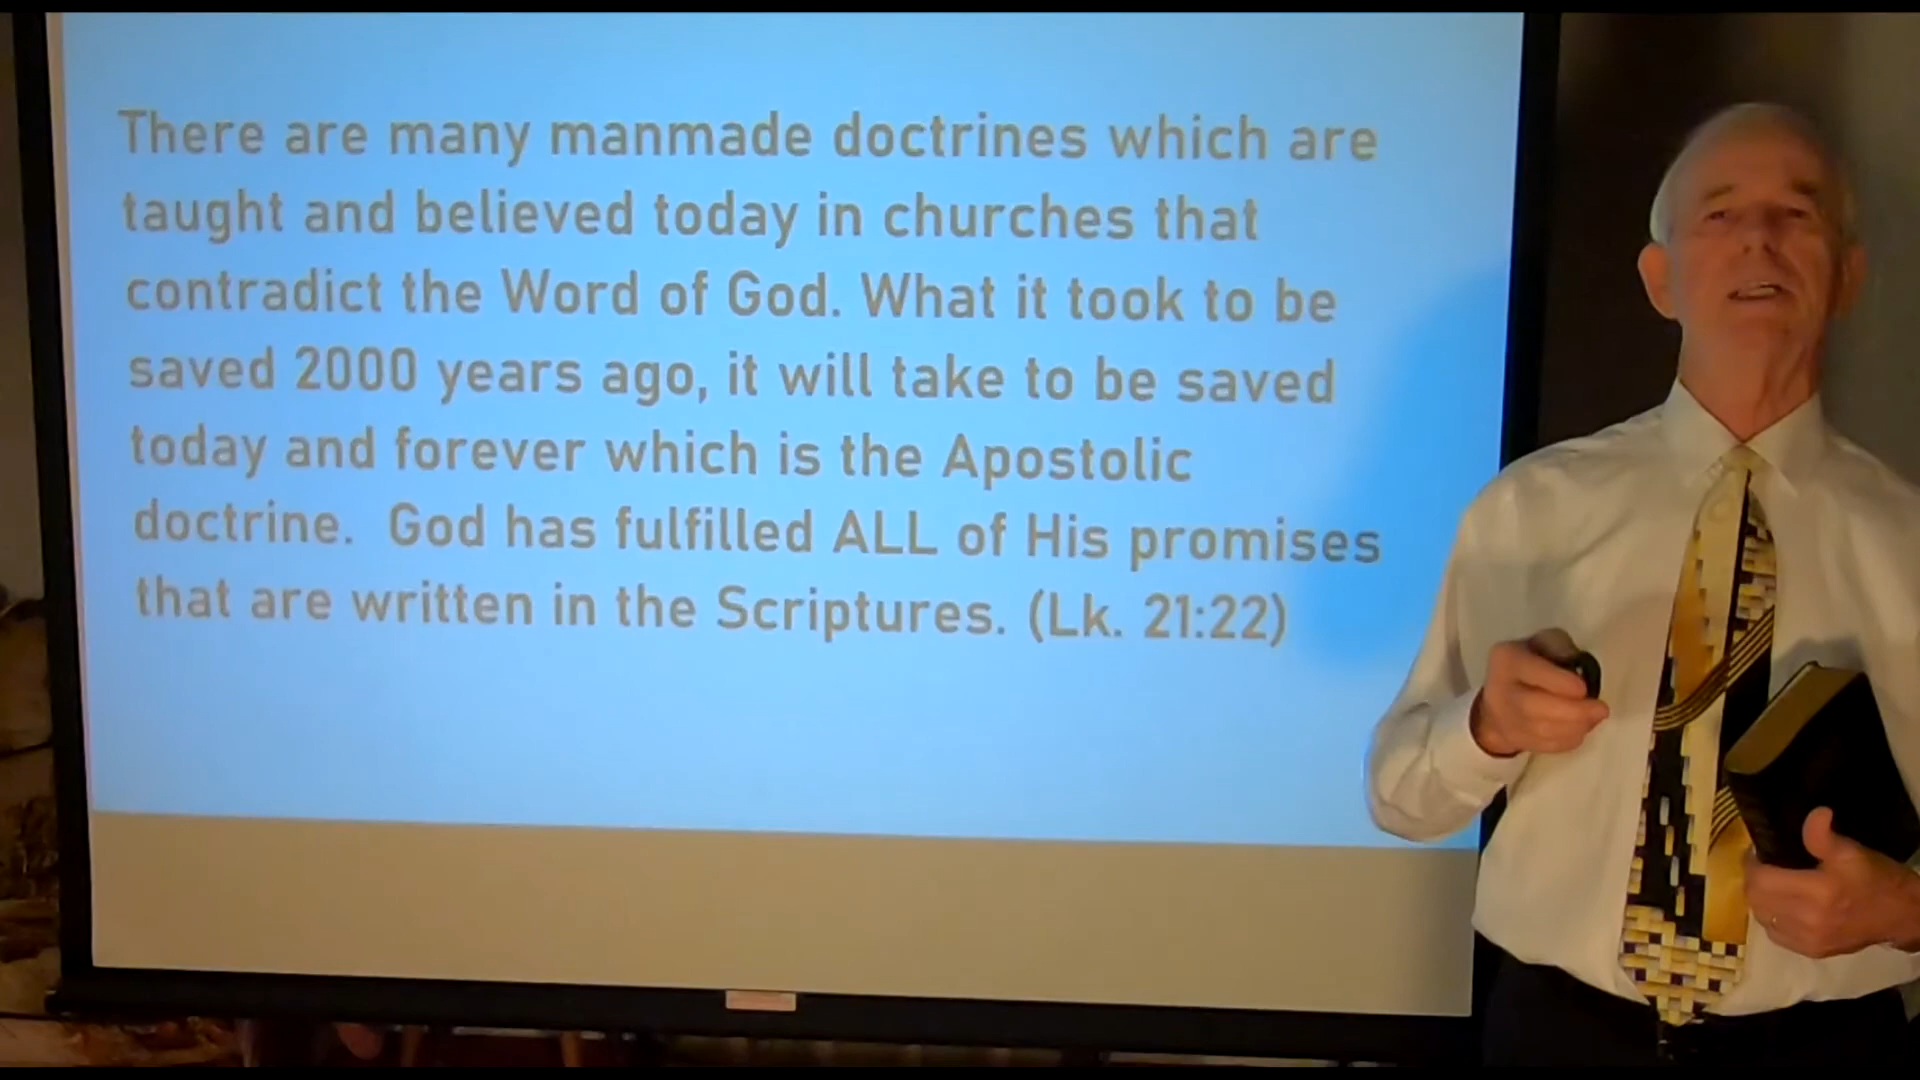 There are many manmade doctrines which are
taught and believed today in churches that
contradict the Word of God. What it took to be
saved 2000 years ago, it will take to be saved
today and forever which is the Apostolic
doctrine. God has fulfilled ALL of His promises
that are written in the Scriptures. (Lk. 21:22)